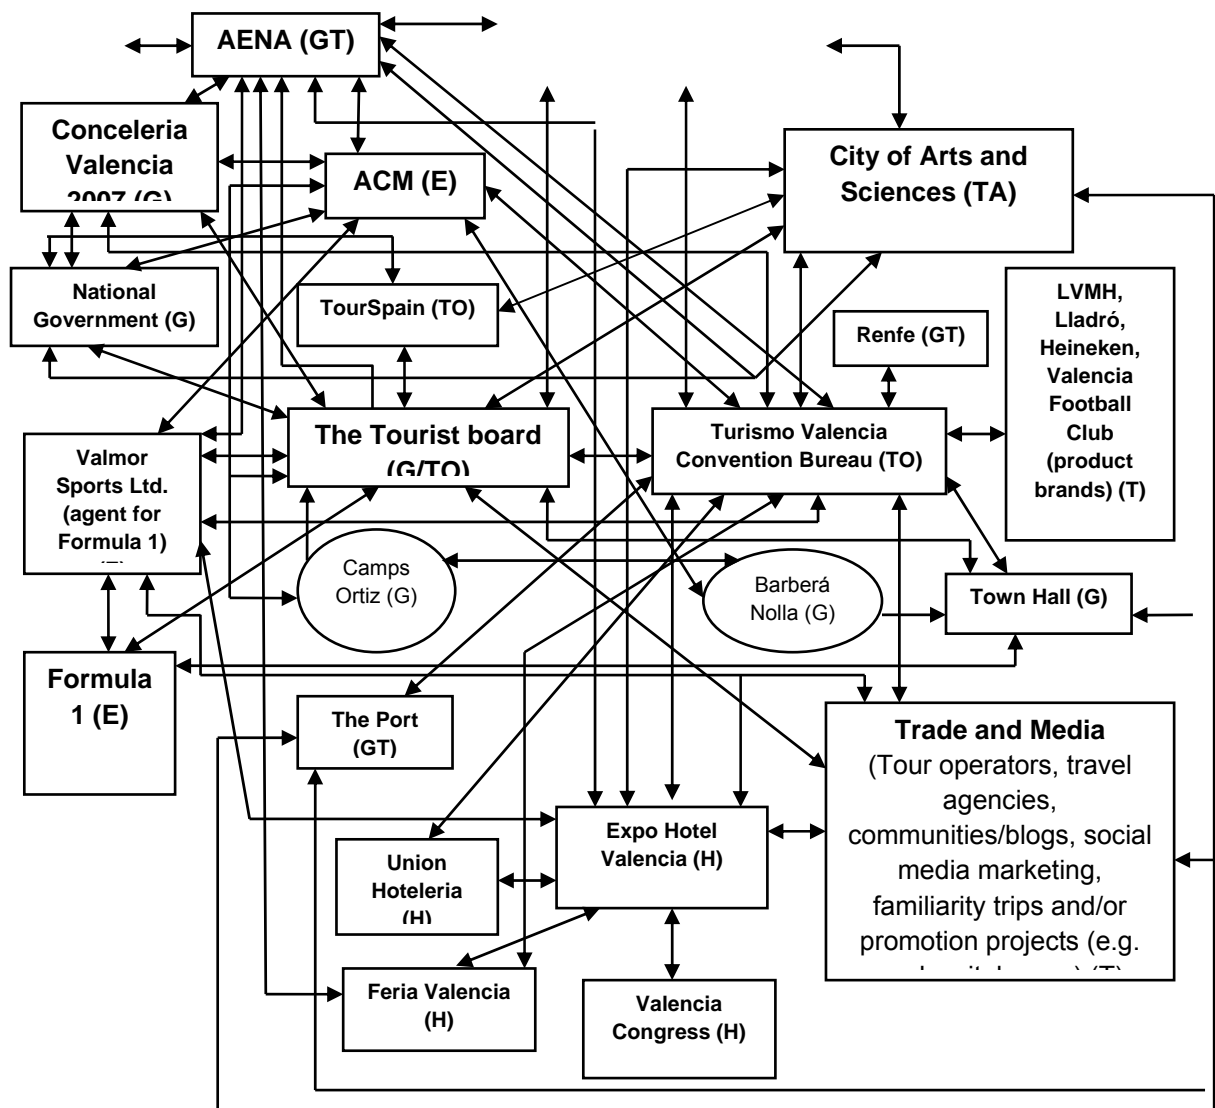 AENA (GT)
Conceleria
Valencia
2007 (G)
ACM (E)
City of Arts and
Sciences (TA)
National
Government (G)
TourSpain (TO)
Renfe (GT)
LVMH,
Lladró,
Heineken,
Valencia
Football
Club
(product
brands) (T)
The Tourist board
(G/TO)
Turismo Valencia
Convention Bureau (TO)
Valmor
Sports Ltd.
(agent for
Formula 1)
Camps
Ortiz (G)
Barberá
Nolla (G)
Town Hall (G)
Formula
1 (E)
The Port
(GT)
Trade and Media
(Tour operators, travel
agencies,
communities/blogs, social
media marketing,
familiarity trips and/or
promotion projects (e.g.
Expo Hotel
Valencia (H)
Union
Hoteleria
(H)
Feria Valencia
(H)
Valencia
Congress (H)